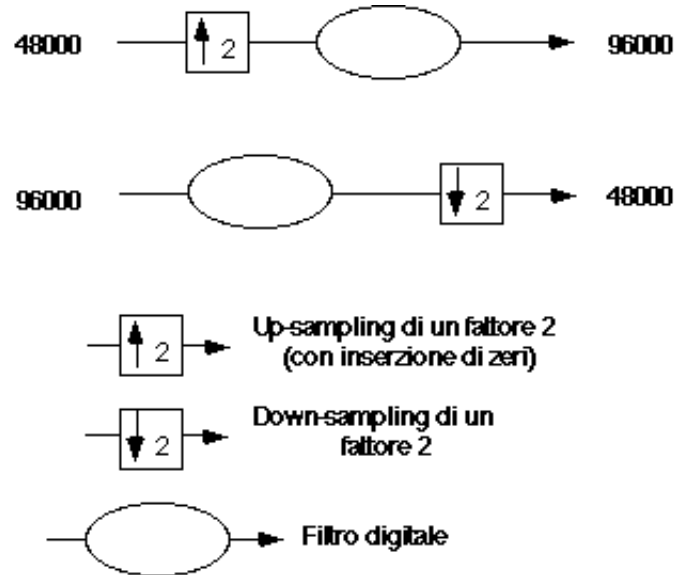 48000 ↑ 2 96000
96000 ↓ 2 48000
↑ 2 Up-sampling di un fattore 2
(con inserzione di zeri)
↓ 2 Down-sampling di un
fattore 2
Filtro digitale